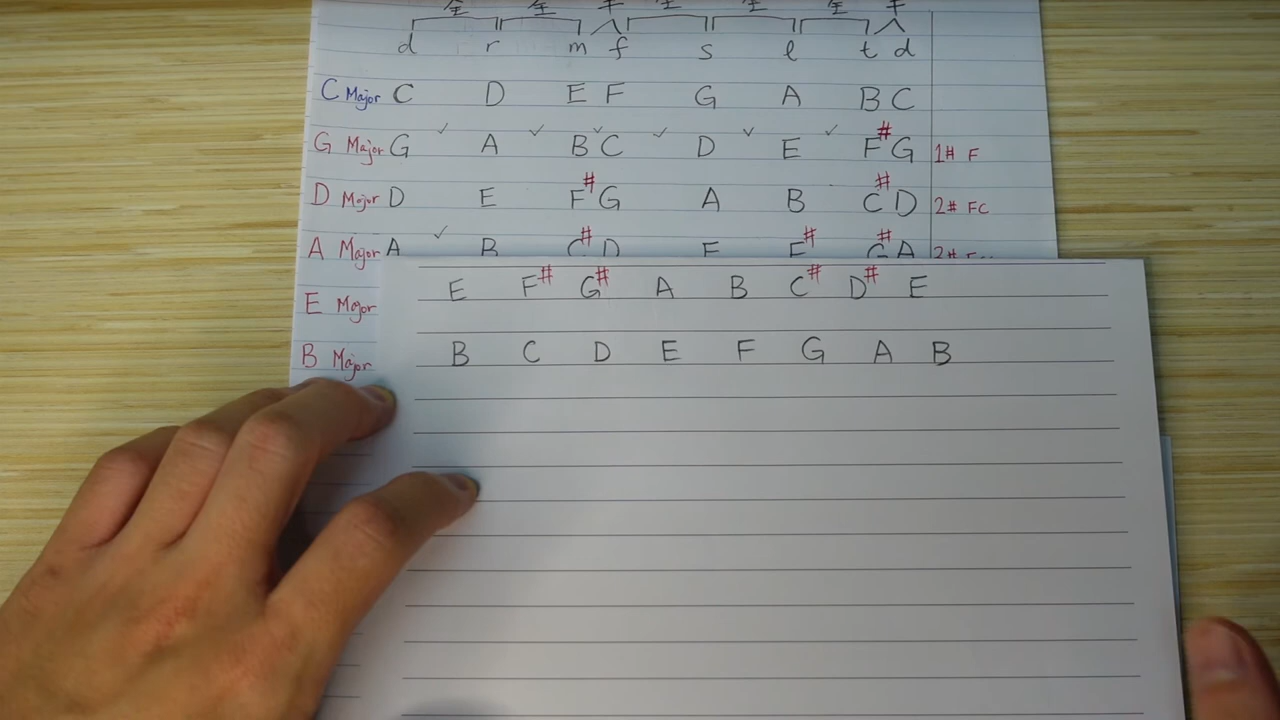 全 全 半 全 全 全 半
d r m f s l t d
C Major C D E F G A B C
G Major G ✓ A ✓ B ✓ C ✓ D ✓ E ✓ F# G 1# F
D Major D E F# G A B C# D 2# FC
A Major A ✓ B C# D E F# G# A
E Major E F# G# A B C# D# E
B Major B C D E F G A B